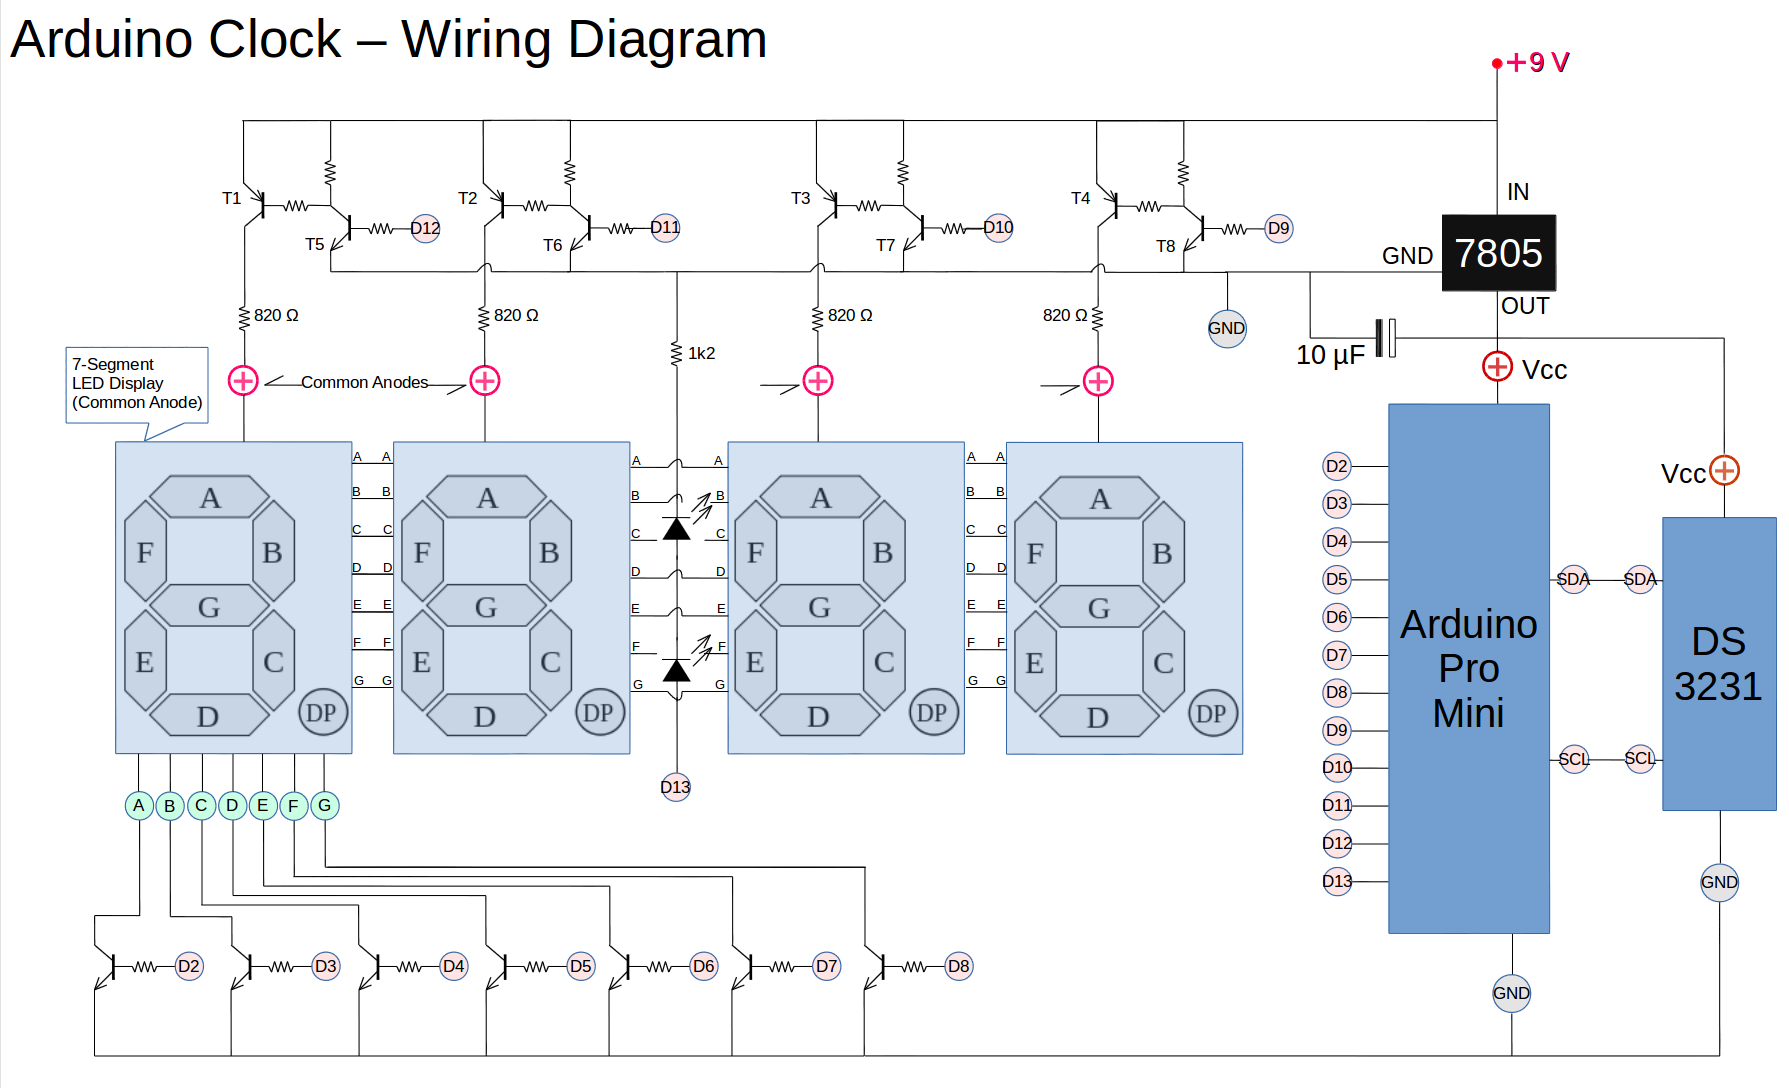 Arduino Clock – Wiring Diagram
+9 V
IN
7805
GND
OUT
T1
T5
D12
T2
T6
D11
T3
T7
D10
T4
T8
D9
820 Ω
820 Ω
820 Ω
820 Ω
1k2
GND
10 µF
Vcc
7-Segment
LED Display
(Common Anode)
Common Anodes
A A A A A A
B B B B B B
C C C C C C
D D D D D D
E E E E E E
F F F F F F
G G G G G G
A
F B
G
E C
D DP
A
F B
G
E C
D DP
A
F B
G
E C
D DP
A
F B
G
E C
D DP
D13
A B C D E F G
D2 D3 D4 D5 D6 D7 D8
D2
D3
D4
D5
D6
D7
D8
D9
D10
D11
D12
D13
Arduino
Pro
Mini
SDA SDA
SCL SCL
Vcc
DS
3231
GND
GND